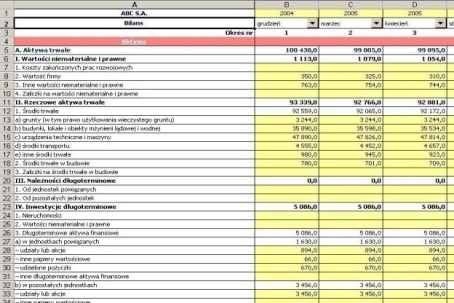 A B C D
1 ABC S.A. 2004 2005 2005
2 Bilans grudzień marzec kwiecień st
3 Okres nr 1 2 3
4 Aktywa
5 A. Aktywa trwałe 100 438,0 99 805,0 99 095,0
6 I. Wartości niematerialne i prawne 1 113,0 1 079,0 1 054,0
7 1. Koszty zakończonych prac rozwojowych
8 2. Wartość firmy 350,0 325,0 310,0
9 3. Inne wartości niematerialne i prawne 763,0 754,0 744,0
10 4. Zaliczki na wartości niematerialne i prawne
11 II. Rzeczowe aktywa trwałe 93 339,0 92 766,0 92 081,0
12 1. Środki trwałe 92 559,0 92 065,0 92 172,0
13 a) grunty (w tym prawo użytkowania wieczystego gruntu) 3 244,0 3 244,0 3 244,0
14 b) budynki, lokale i obiekty inżynierii lądowej i wodnej) 35 890,0 35 598,0 35 534,0
15 c) urządzenia techniczne i maszyny 47 890,0 47 826,0 47 814,0
16 d) środki transportu 4 555,0 4 452,0 4 657,0
17 e) inne środki trwałe 980,0 945,0 923,0
18 2. Środki trwałe w budowie 780,0 701,0 709,0
19 3. Zaliczki na środki trwałe w budowie
20 III. Należności długoterminowe 0,0 0,0 0,0
21 1. Od jednostek powiązanych
22 2. Od pozostałych jednostek
23 IV. Inwestycje długoterminowe 5 086,0 5 086,0 5 086,0
24 1. Nieruchomości
25 2. Wartości niematerialne i prawne
26 3. Długoterminowe aktywa finansowe 5 086,0 5 086,0 5 086,0
27 a) w jednostkach powiązanych 1 630,0 1 630,0 1 630,0
28 – udziały lub akcje 894,0 894,0 894,0
29 – inne papiery wartościowe 66,0 66,0 66,0
30 – udzielone pożyczki 670,0 670,0 670,0
31 – inne długoterminowe aktywa finansowe
32 b) w pozostałych jednostkach 3 456,0 3 456,0 3 456,0
33 – udziały lub akcje 3 456,0 3 456,0 3 456,0
34 – inne papiery wartościowe